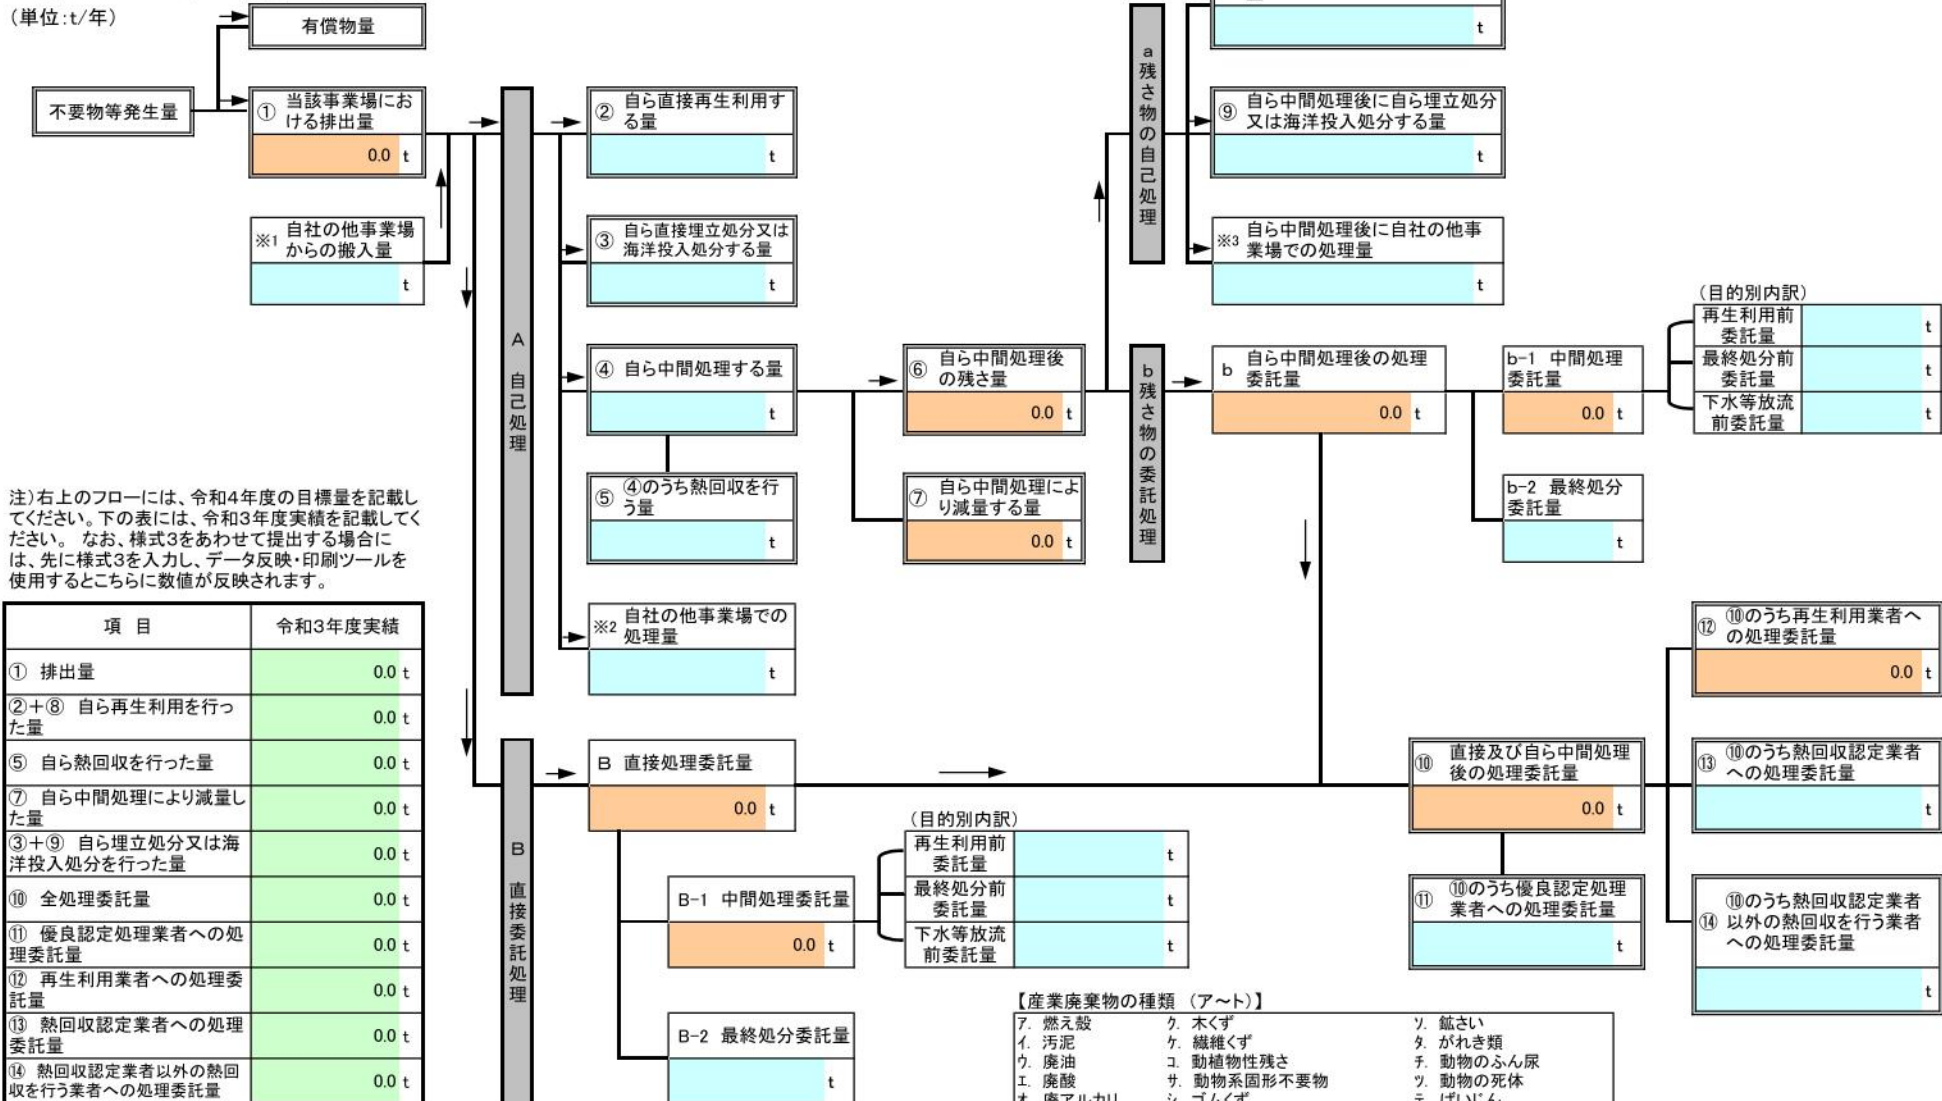 (単位:t/年)
有償物量
不要物等発生量
① 当該事業場にお
ける排出量
0.0 t
※1 自社の他事業場
からの搬入量
t
A 自己処理
② 自ら直接再生利用す
る量
t
③ 自ら直接埋立処分又は
海洋投入処分する量
t
④ 自ら中間処理する量
t
⑤ ④のうち熱回収を行
う量
t
※2 自社の他事業場での
処理量
t
⑥ 自ら中間処理後
の残さ量
0.0 t
⑦ 自ら中間処理によ
り減量する量
0.0 t
a 残さ物の自己処理
t
⑨ 自ら中間処理後に自ら埋立処分
又は海洋投入処分する量
t
※3 自ら中間処理後に自社の他事
業場での処理量
t
b 残さ物の委託処理
b 自ら中間処理後の処理
委託量
0.0 t
b-1 中間処理
委託量
0.0 t
(目的別内訳)
再生利用前
委託量
t
最終処分前
委託量
t
下水等放流
前委託量
t
b-2 最終処分
委託量
t
注)右上のフローには、令和4年度の目標量を記載し
てください。下の表には、令和3年度実績を記載してく
ださい。 なお、様式3をあわせて提出する場合に
は、先に様式3を入力し、データ反映・印刷ツールを
使用するとこちらに数値が反映されます。
項 目 令和3年度実績
① 排出量 0.0 t
②+⑧ 自ら再生利用を行っ
た量 0.0 t
⑤ 自ら熱回収を行った量 0.0 t
⑦ 自ら中間処理により減量し
た量 0.0 t
③+⑨ 自ら埋立処分又は海
洋投入処分を行った量 0.0 t
⑩ 全処理委託量 0.0 t
⑪ 優良認定処理業者への処
理委託量 0.0 t
⑫ 再生利用業者への処理委
託量 0.0 t
⑬ 熱回収認定業者への処理
委託量 0.0 t
⑭ 熱回収認定業者以外の熱回
収を行う業者への処理委託量 0.0 t
B 直接委託処理
B 直接処理委託量
0.0 t
B-1 中間処理委託量
0.0 t
(目的別内訳)
再生利用前
委託量
t
最終処分前
委託量
t
下水等放流
前委託量
t
B-2 最終処分委託量
t
⑩ 直接及び自ら中間処理
後の処理委託量
0.0 t
⑪ ⑩のうち優良認定処理
業者への処理委託量
t
⑫ ⑩のうち再生利用業者へ
の処理委託量
0.0 t
⑬ ⑩のうち熱回収認定業者
への処理委託量
t
⑭ ⑩のうち熱回収認定業者
以外の熱回収を行う業者
への処理委託量
t
【産業廃棄物の種類 (ア~ト)】
ア. 燃え殻 ク. 木くず ソ. 鉱さい
イ. 汚泥 ケ. 繊維くず タ. がれき類
ウ. 廃油 コ. 動植物性残さ チ. 動物のふん尿
エ. 廃酸 サ. 動物系固形不要物 ツ. 動物の死体
オ. 廃アルカリ シ. ゴムくず テ. ばいじん